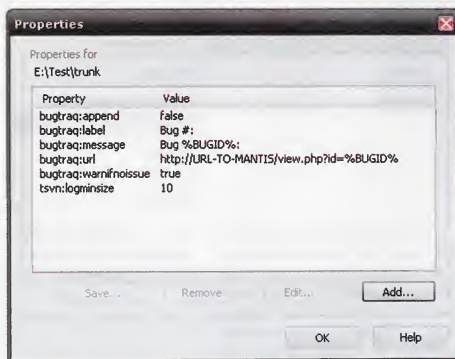 Properties
Properties for
E:\Test\trunk
Property Value
bugtraq:append false
bugtraq:label Bug #:
bugtraq:message Bug %BUGID%:
bugtraq:url http://URL-TO-MANTIS/view.php?id=%BUGID%
bugtraq:warnifnoissue true
tsvn:logminsize 10
Save... Remove Edit... Add...
OK Help